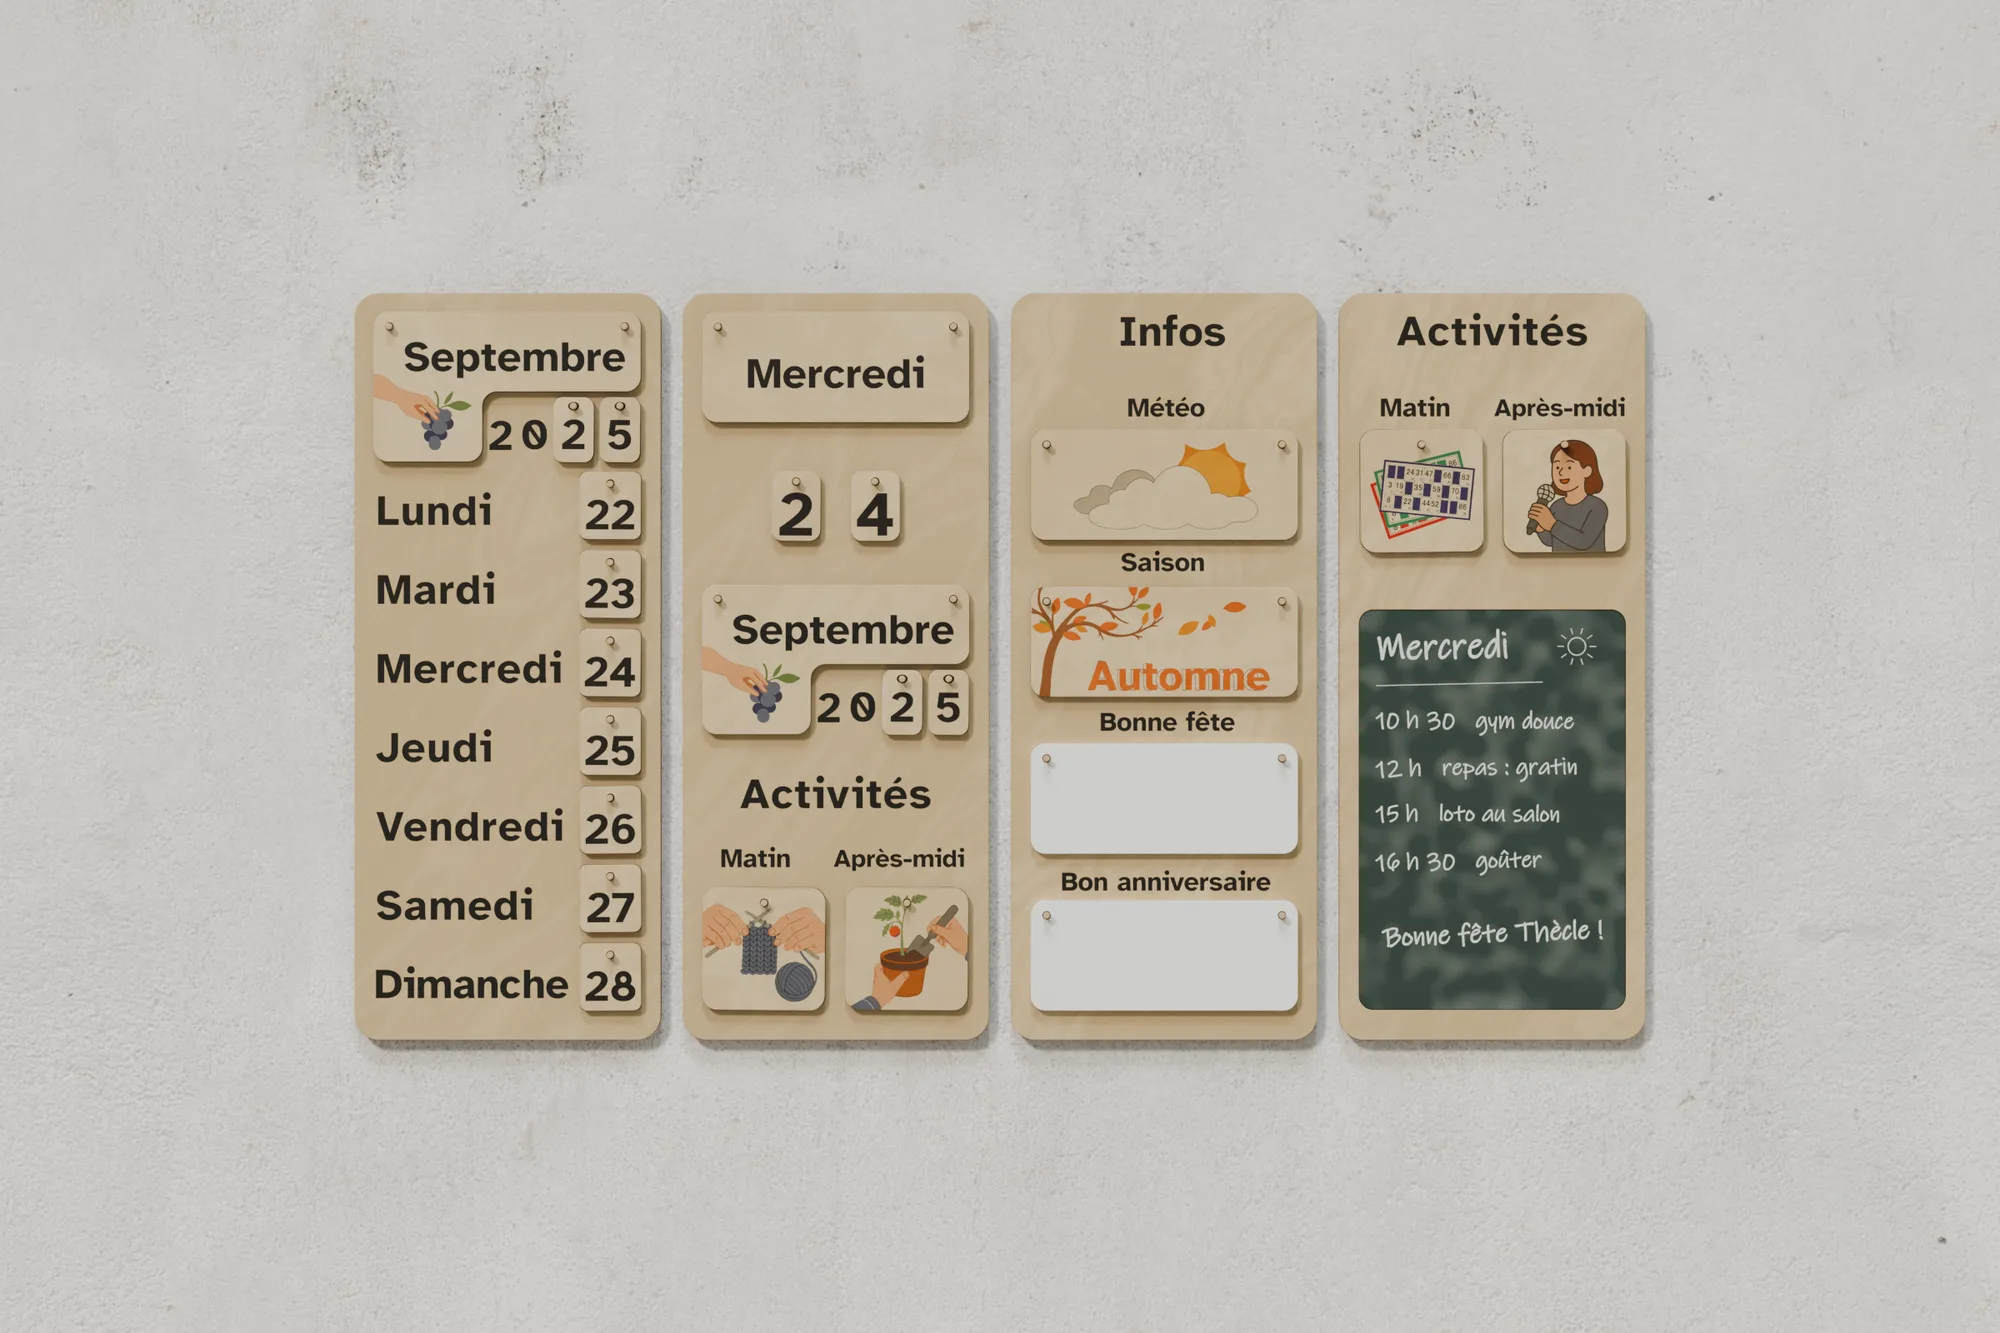 Septembre
2025
Lundi 22
Mardi 23
Mercredi 24
Jeudi 25
Vendredi 26
Samedi 27
Dimanche 28
Mercredi
24
Septembre
2025
Activités
Matin Après-midi
Infos
Météo
Saison
Automne
Bonne fête
Bon anniversaire
Activités
Matin Après-midi
Mercredi
10 h 30 gym douce
12 h repas : gratin
15 h loto au salon
16 h 30 goûter
Bonne fête Thècle !